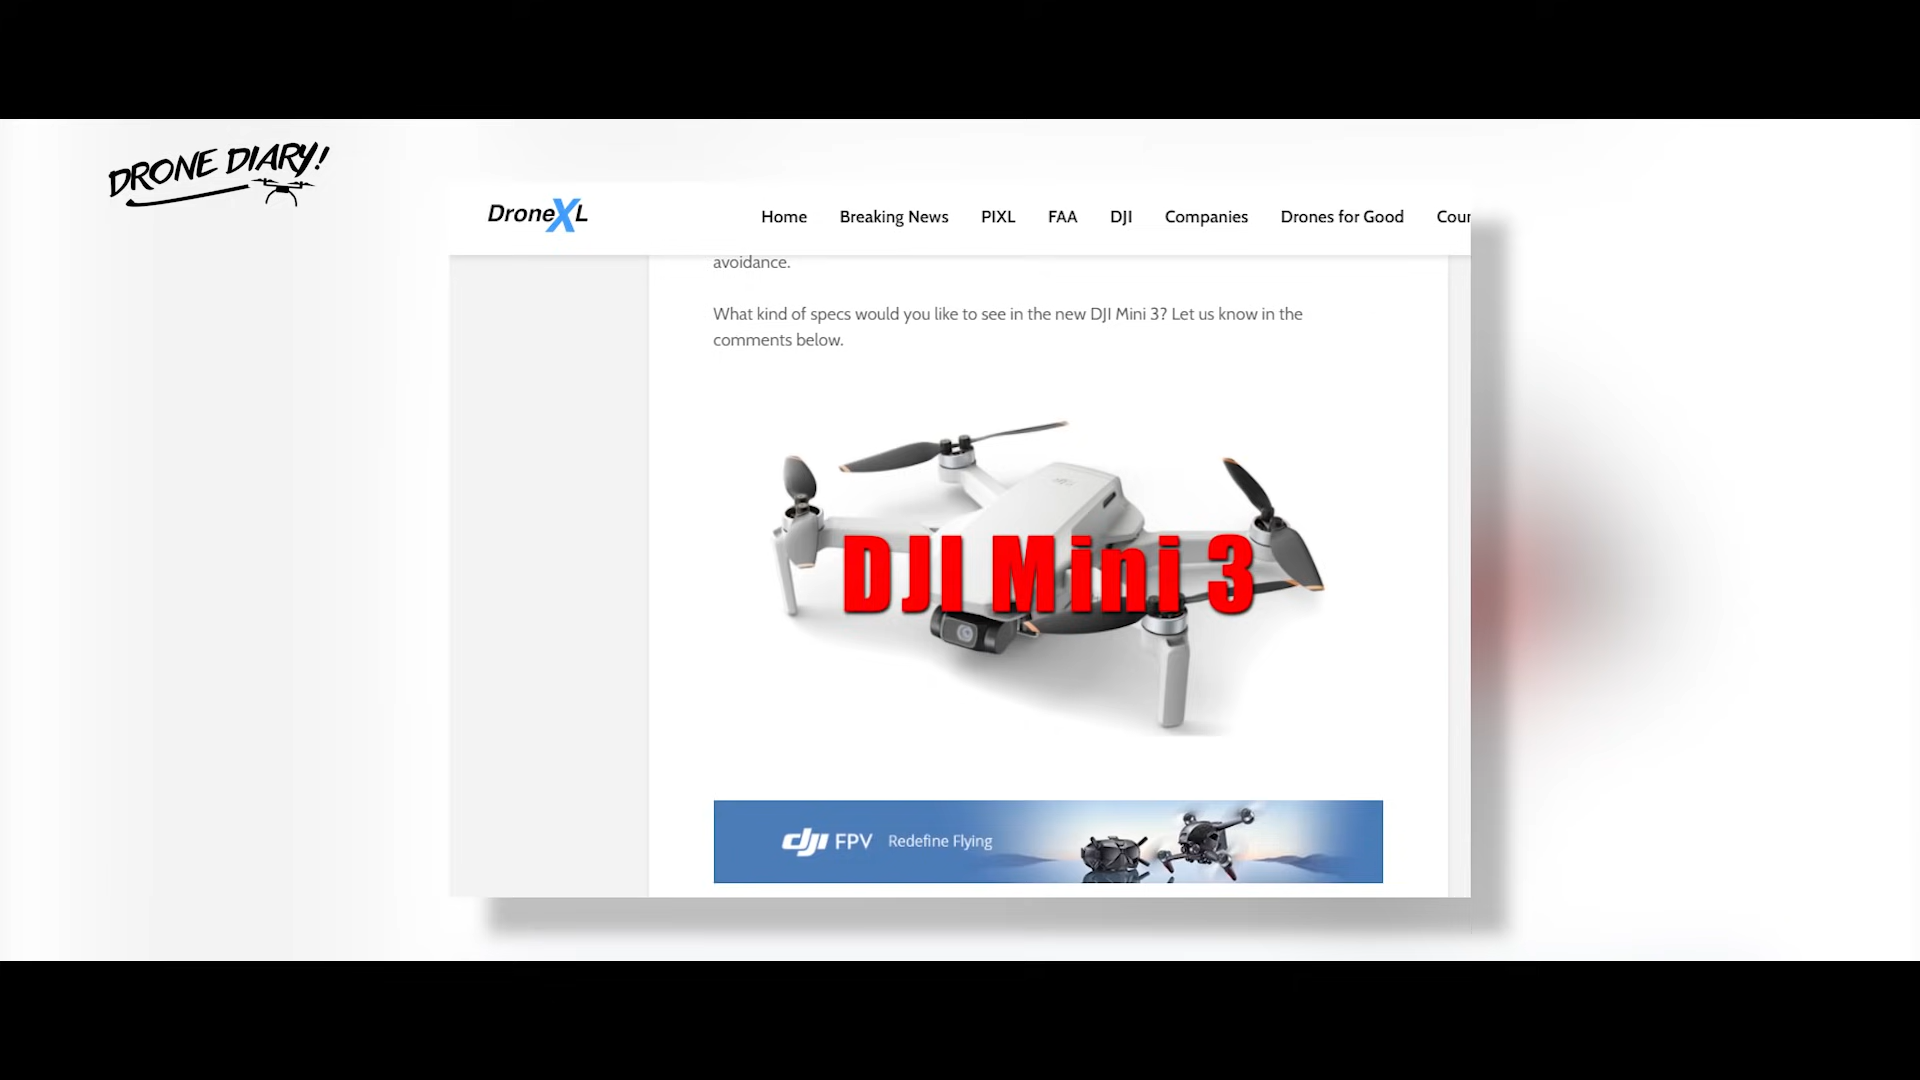 DRONE DIARY!
DroneXL
Home Breaking News PIXL FAA DJI Companies Drones for Good Cour
avoidance.
What kind of specs would you like to see in the new DJI Mini 3? Let us know in the
comments below.
DJI Mini 3
dji FPV Redefine Flying